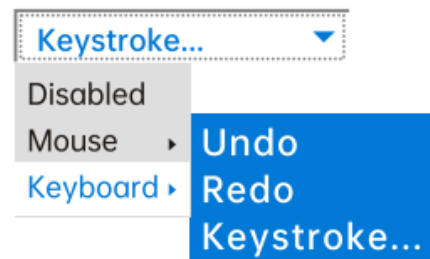 Keystroke...
Disabled
Mouse
Undo
Keyboard
Redo
Keystroke...